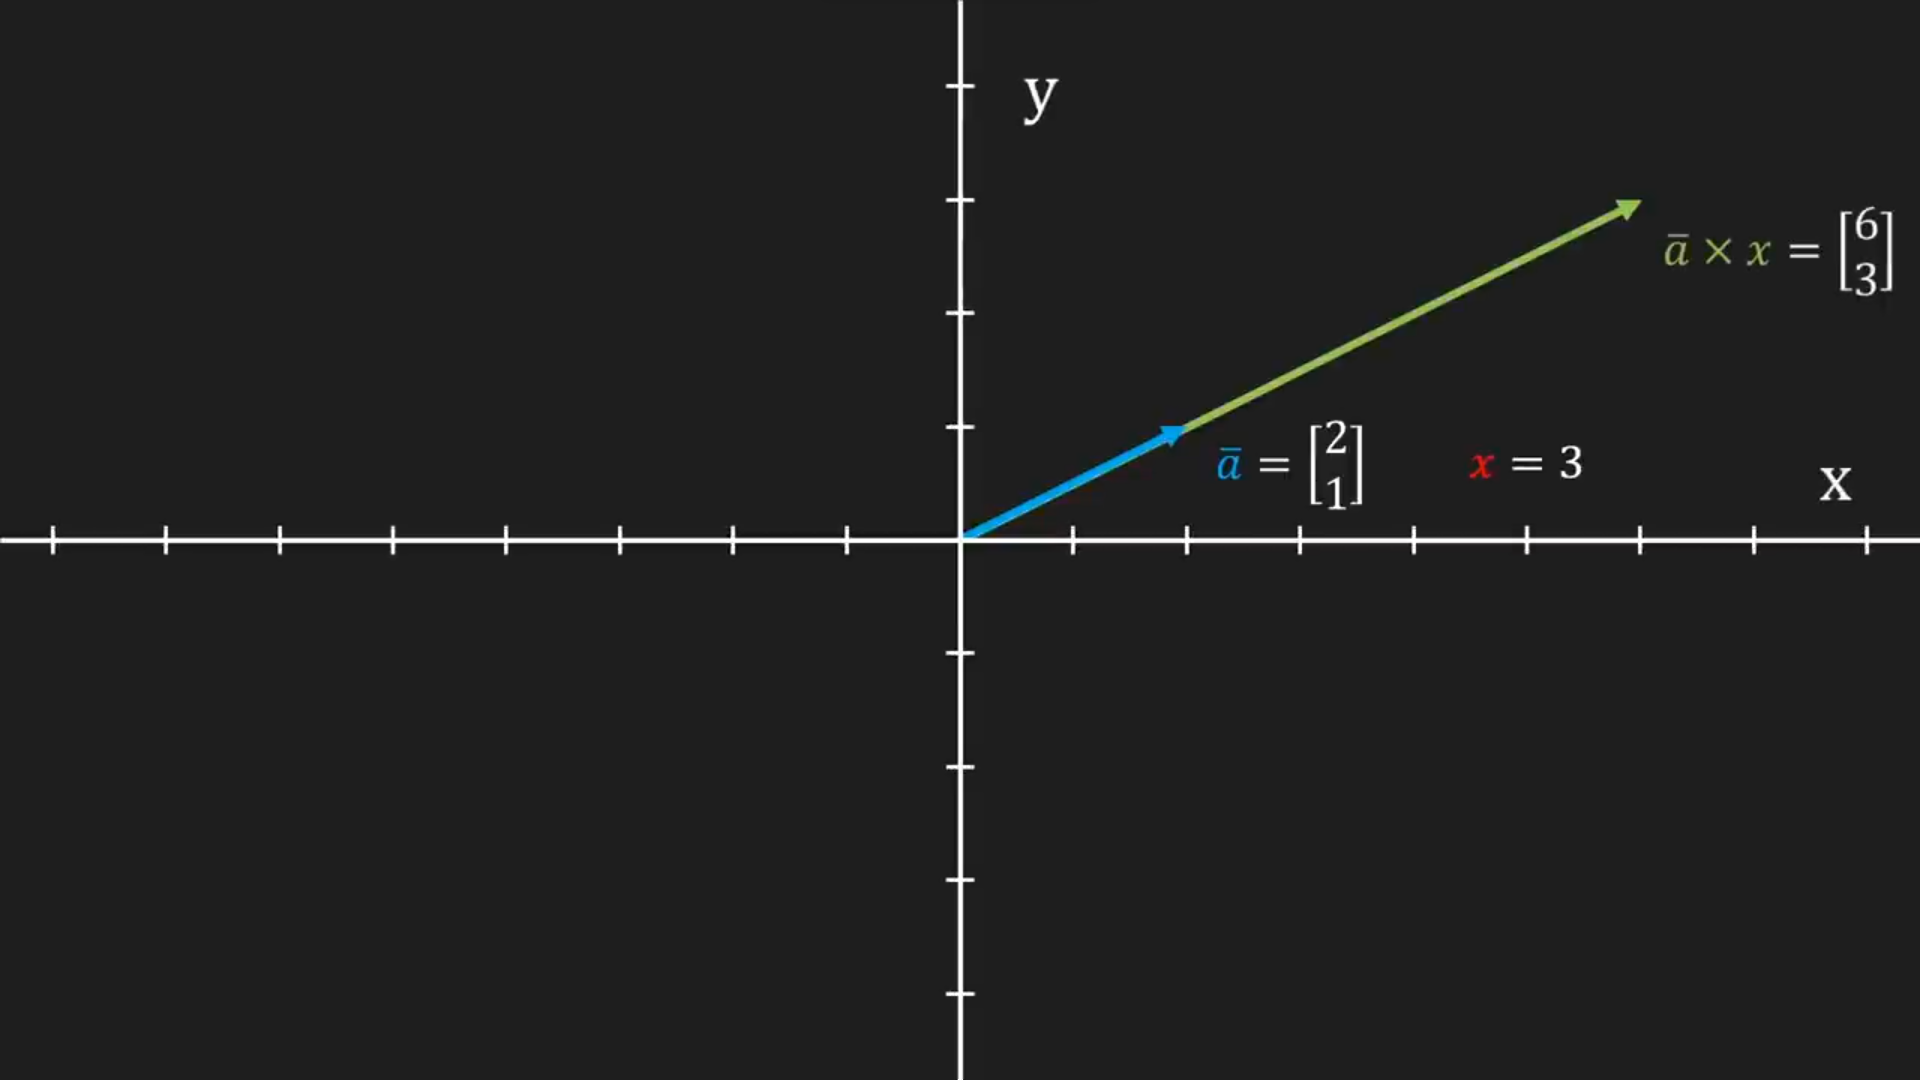 y
a̅ × x = [6 3]
a̅ = [2 1]
x = 3
x